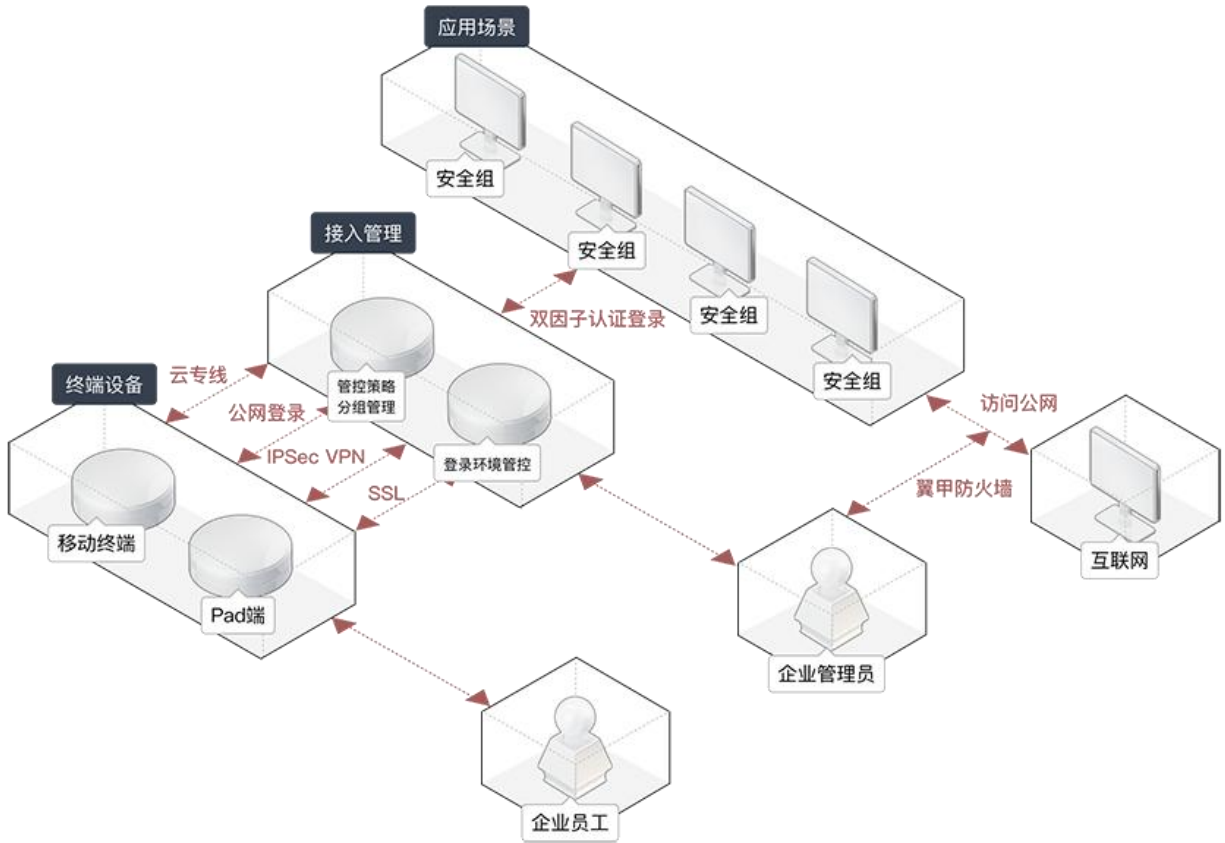 应用场景
安全组
安全组
安全组
安全组
接入管理
双因子认证登录
管控策略
分组管理
登录环境管控
终端设备
云专线
公网登录
IPSec VPN
SSL
移动终端
Pad端
访问公网
翼甲防火墙
互联网
企业管理员
企业员工